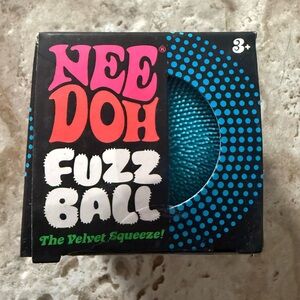 NEE
DOH®
3+
FUZZ
BALL
The Velvet Squeeze!